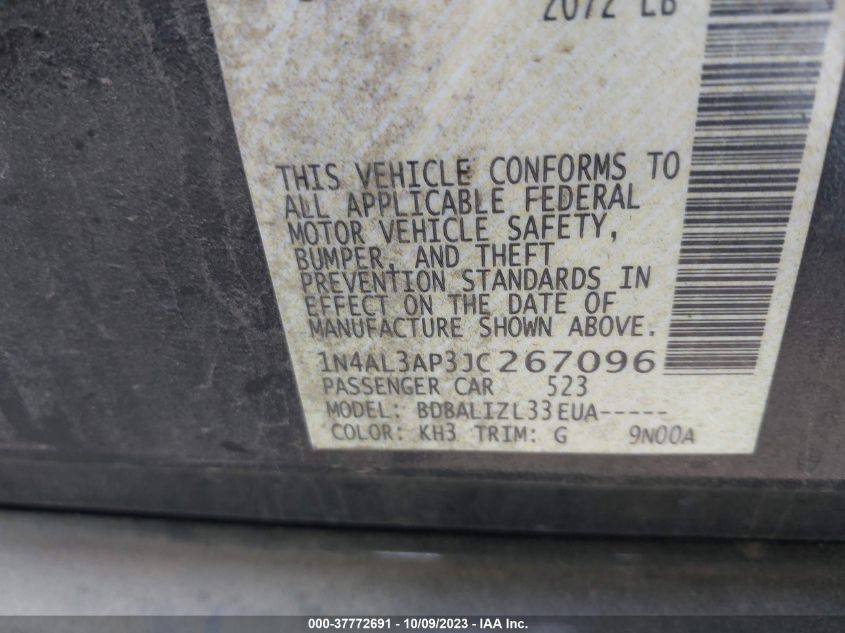 2072 LB
THIS VEHICLE CONFORMS TO
ALL APPLICABLE FEDERAL
MOTOR VEHICLE SAFETY,
BUMPER, AND THEFT
PREVENTION STANDARDS IN
EFFECT ON THE DATE OF
MANUFACTURE SHOWN ABOVE.
1N4AL3AP3JC267096
PASSENGER CAR 523
MODEL: BDBALIZL33EUA-----
COLOR: KH3 TRIM: G 9N00A
000-37772691 - 10/09/2023 - IAA Inc.